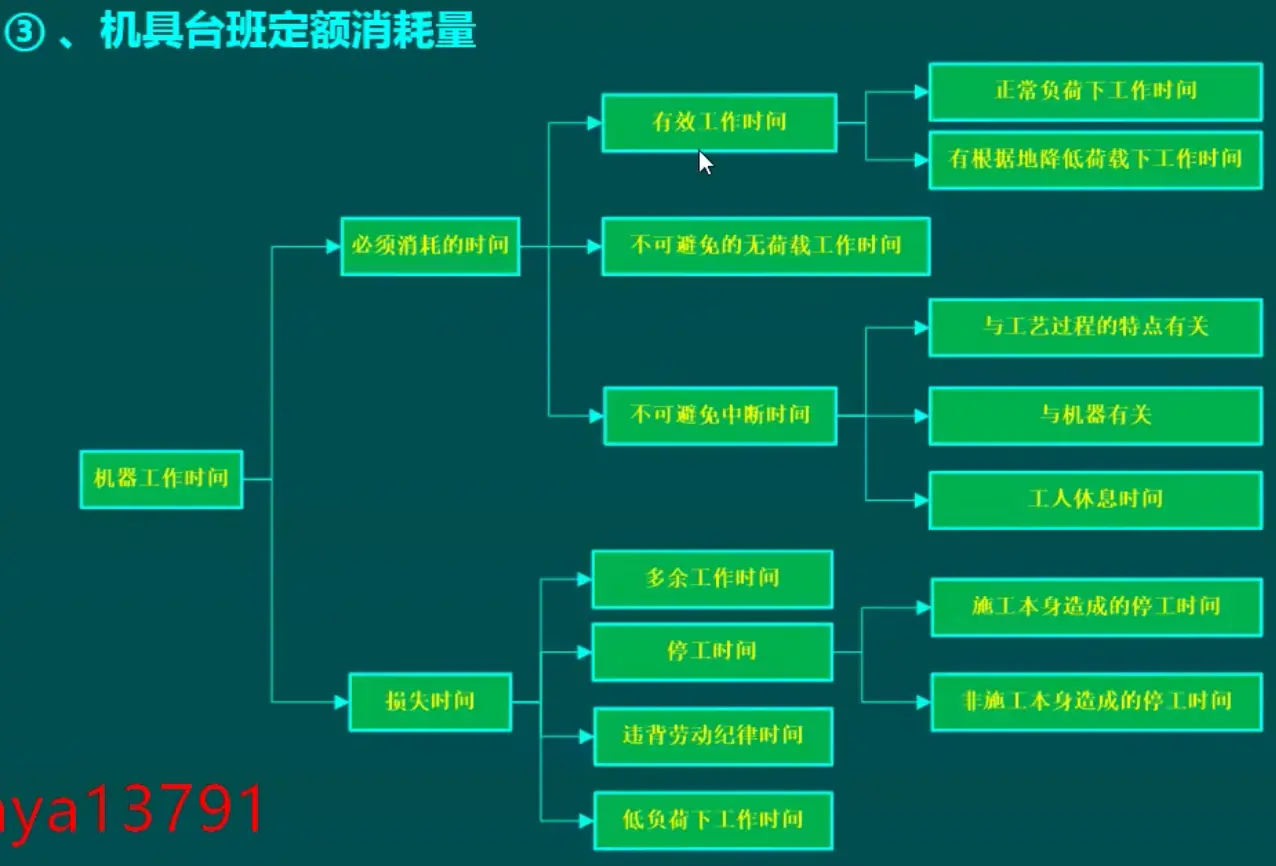 ③、机具台班定额消耗量
正常负荷下工作时间
有效工作时间
有根据地降低荷载下工作时间
必须消耗的时间
不可避免的无荷载工作时间
与工艺过程的特点有关
不可避免中断时间
与机器有关
机器工作时间
工人休息时间
多余工作时间
施工本身造成的停工时间
停工时间
损失时间
非施工本身造成的停工时间
违背劳动纪律时间
低负荷下工作时间
ya13791